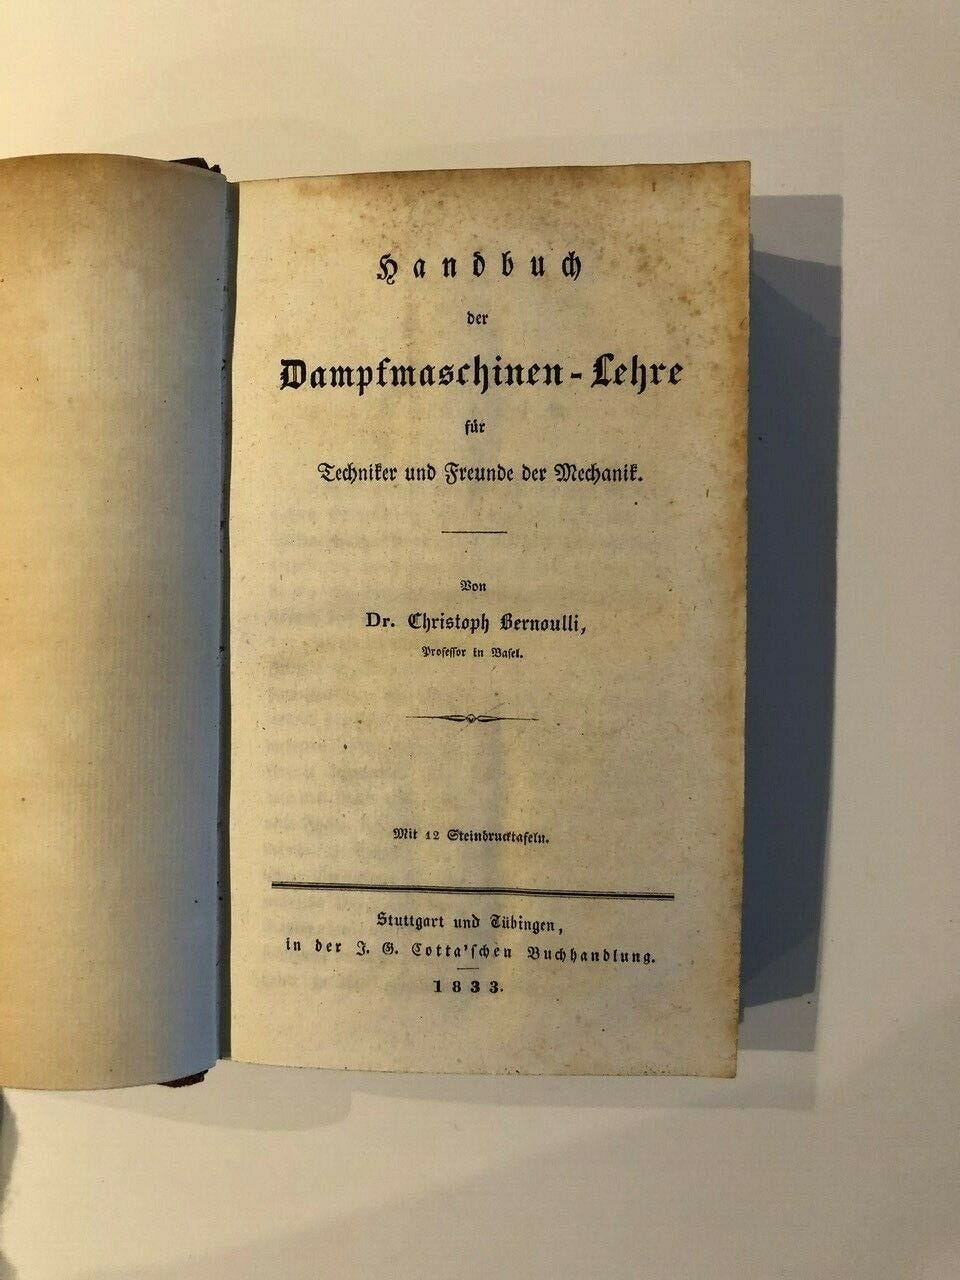 Handbuch
der
Dampfmaschinen-Lehre
für
Techniker und Freunde der Mechanik.
Von
Dr. Christoph Bernoulli,
Professor in Basel.
Mit 12 Steindrucktafeln.
Stuttgart und Tübingen,
in der J. G. Cotta'schen Buchhandlung.
1833.